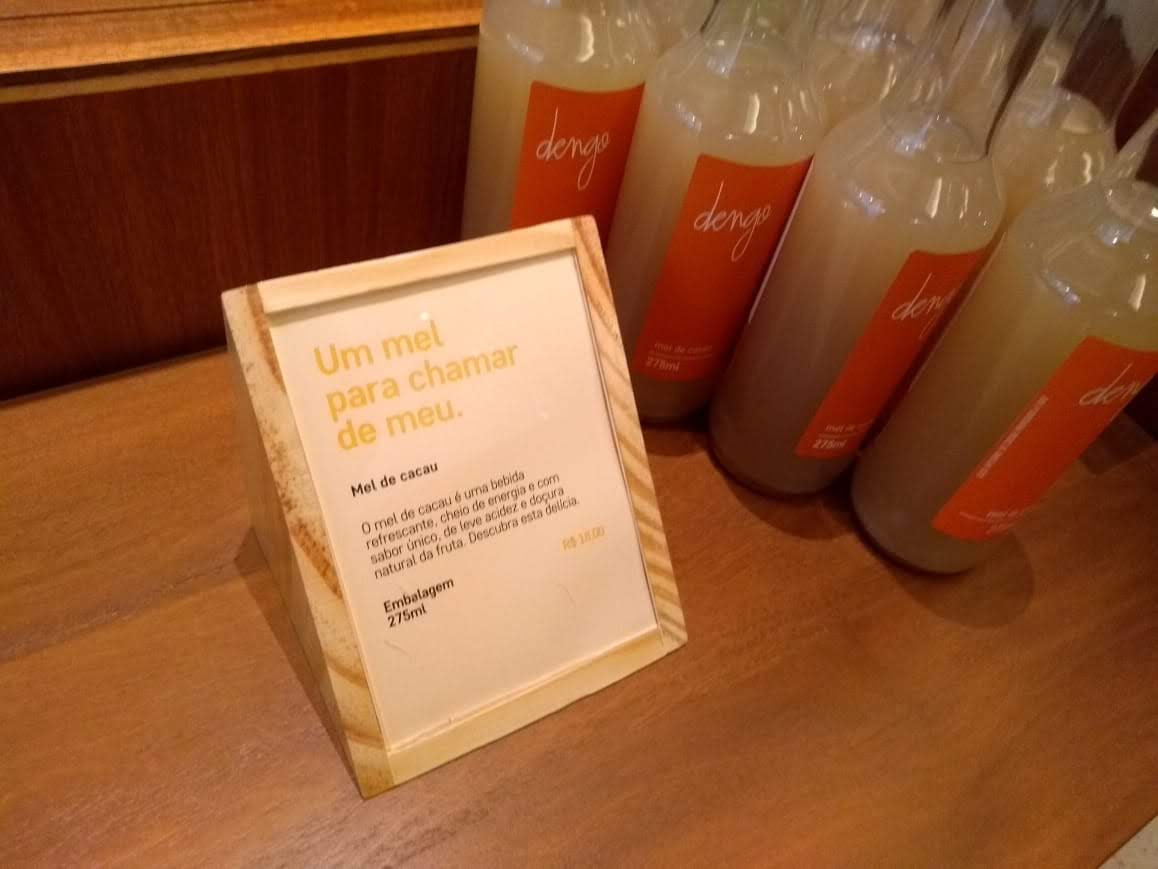 Um mel
para chamar
de meu.
Mel de cacau
O mel de cacau é uma bebida
refrescante, cheio de energia e com
sabor único, de leve acidez e doçura
natural da fruta. Descubra esta delícia.
R$ 18,00
Embalagem
275ml
dengo
dengo
mel de cacau
275ml
dengo
mel de
275ml
den